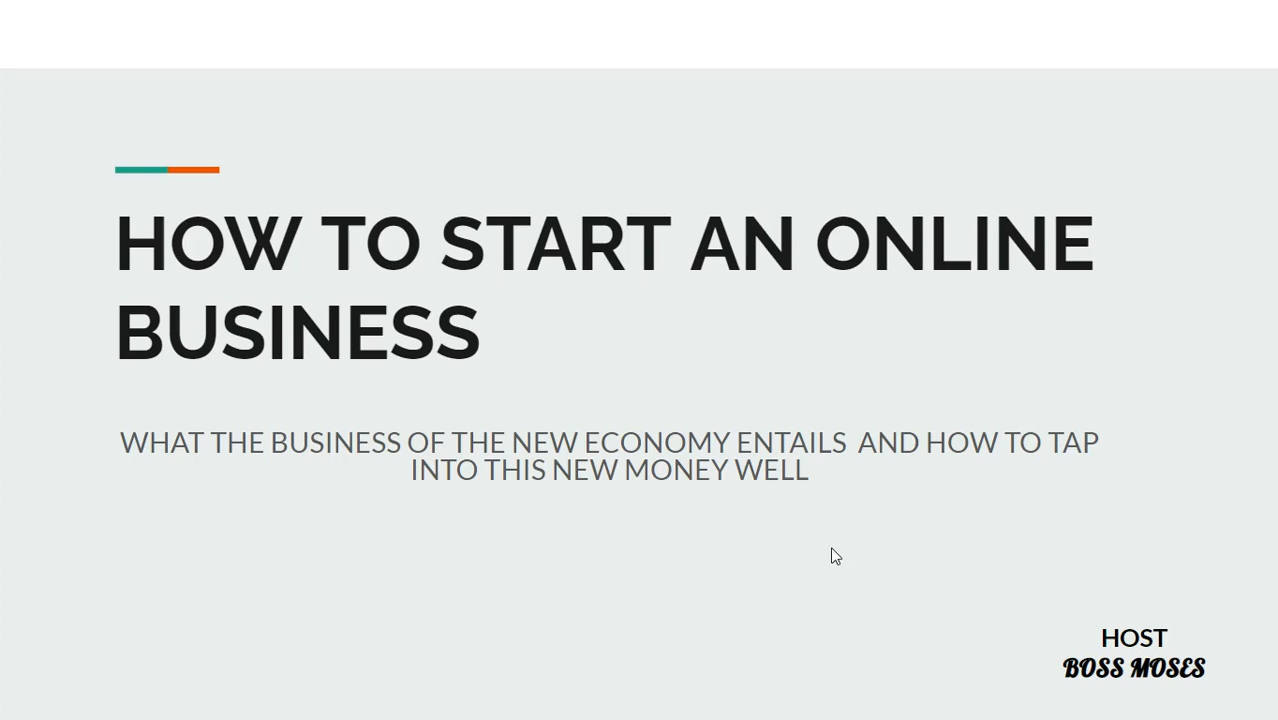 HOW TO START AN ONLINE
BUSINESS
WHAT THE BUSINESS OF THE NEW ECONOMY ENTAILS AND HOW TO TAP
INTO THIS NEW MONEY WELL
HOST
BOSS MOSES